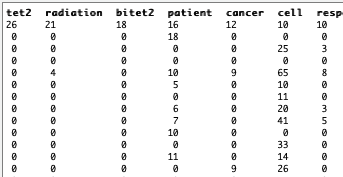 tet2 radiation bitet2 patient cancer cell resp
26 21 18 16 12 10 10
0 0 0 18 0 0 0
0 0 0 0 0 25 3
0 0 0 0 0 0 0
0 4 0 10 9 65 8
0 0 0 5 0 10 0
0 0 0 0 0 11 0
0 0 0 6 0 20 3
0 0 0 7 0 41 5
0 0 0 10 0 0 0
0 0 0 0 0 33 0
0 0 0 11 0 14 0
0 0 0 0 9 26 0